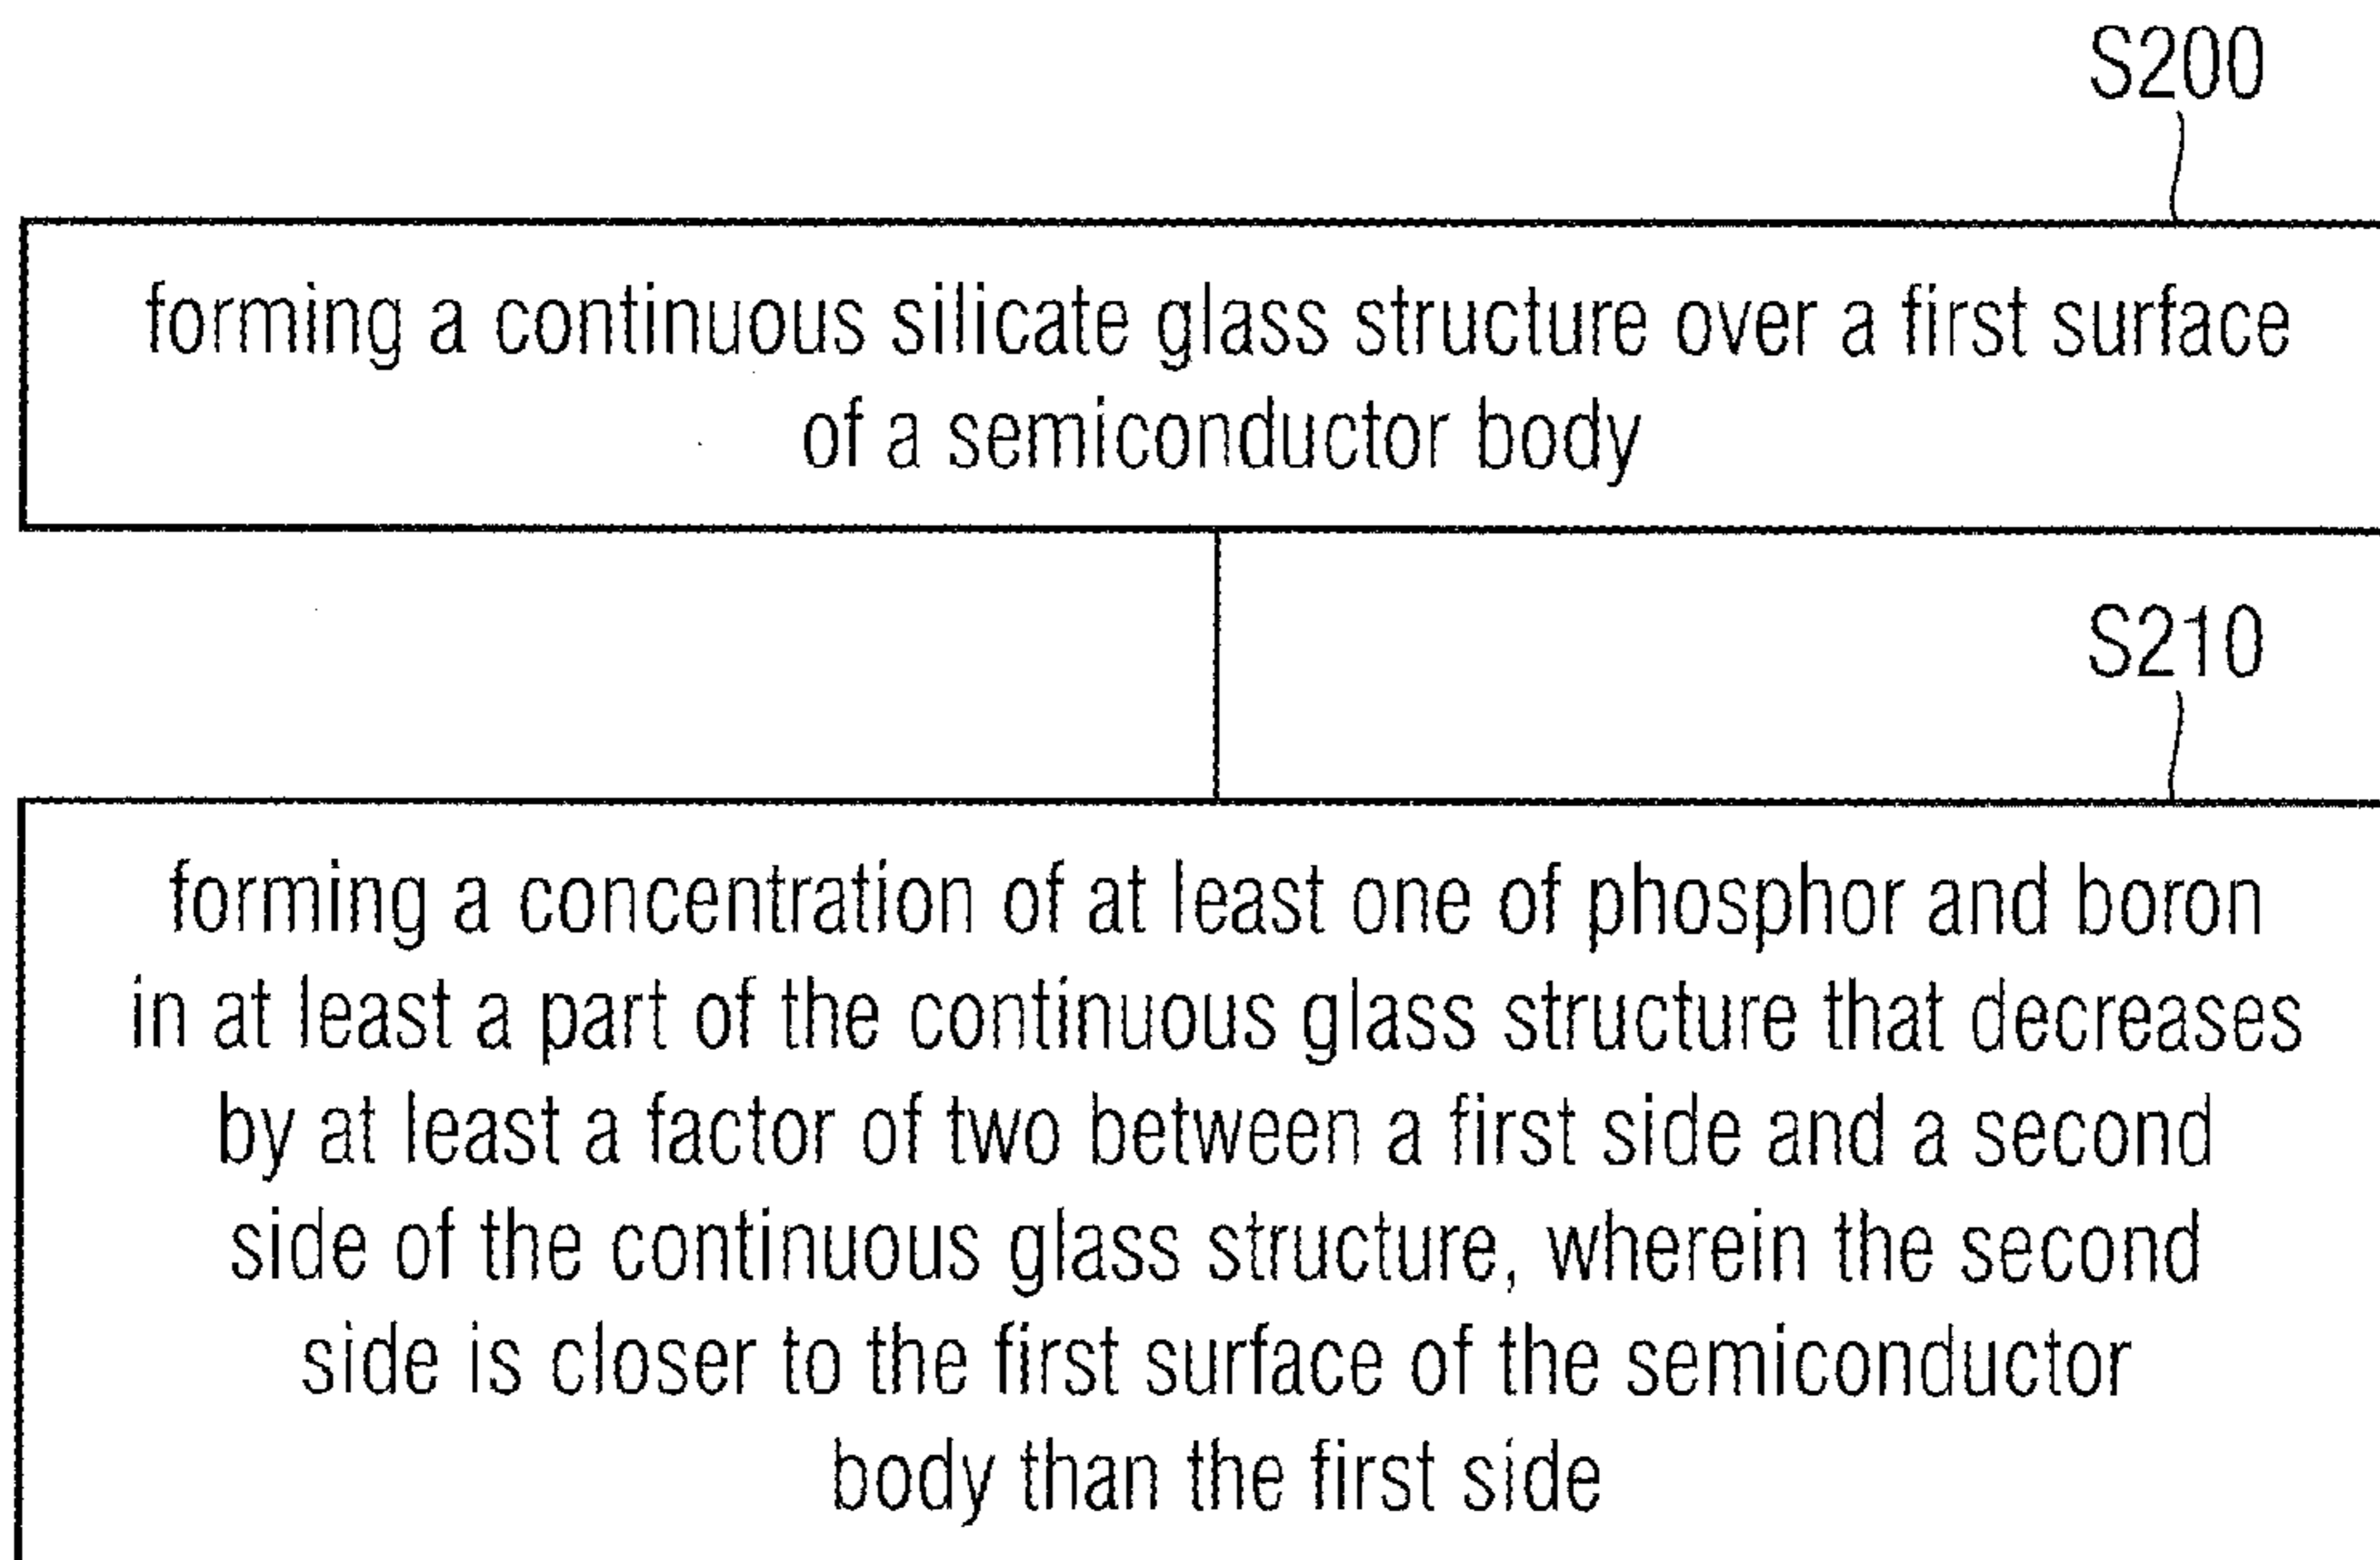 S200
forming a continuous silicate glass structure over a first surface
of a semiconductor body
S210
forming a concentration of at least one of phosphor and boron
in at least a part of the continuous glass structure that decreases
by at least a factor of two between a first side and a second
side of the continuous glass structure, wherein the second
side is closer to the first surface of the semiconductor
body than the first side